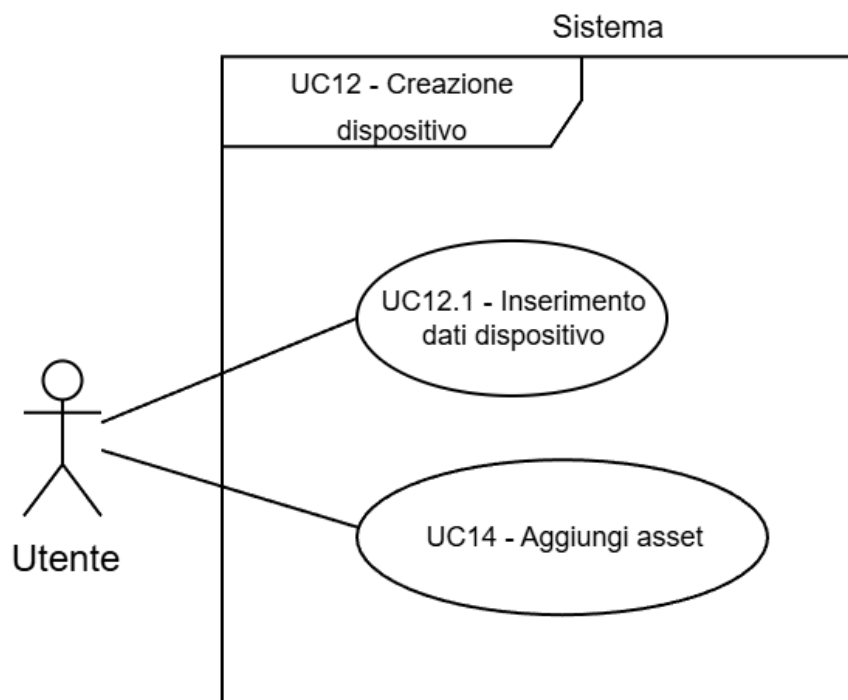 Sistema
UC12 - Creazione
dispositivo
UC12.1 - Inserimento
dati dispositivo
UC14 - Aggiungi asset
Utente